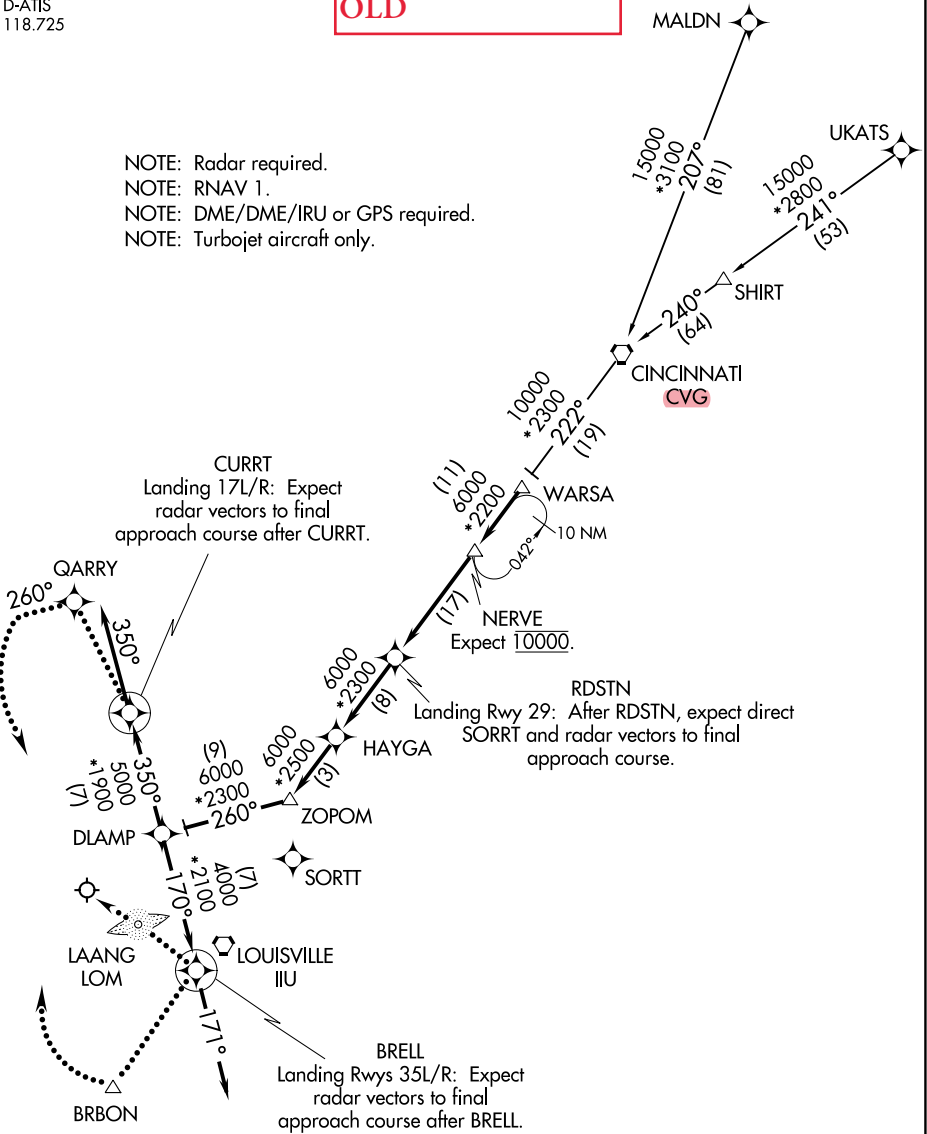 D-ATIS
118.725
OLD
MALDN
UKATS
NOTE: Radar required.
NOTE: RNAV 1.
NOTE: DME/DME/IRU or GPS required.
NOTE: Turbojet aircraft only.
15000
*3100
207°
(81)
15000
*2800
241°
(53)
SHIRT
240°
(64)
CINCINNATI
CVG
10000
*2300
222°
(19)
CURRT
Landing 17L/R: Expect
radar vectors to final
approach course after CURRT.
(11)
6000
*2200
WARSA
10 NM
042°
QARRY
260°
350°
(17)
NERVE
Expect 10000.
6000
*2300
(8)
RDSTN
Landing Rwy 29: After RDSTN, expect direct
SORRT and radar vectors to final
approach course.
HAYGA
6000
*2500
(3)
(9)
6000
*2300
260°
ZOPOM
350°
5000
*1900
(7)
DLAMP
SORTT
(7)
4000
*2100
170°
LAANG
LOM
LOUISVILLE
IIU
171°
BRELL
Landing Rwys 35L/R: Expect
radar vectors to final
approach course after BRELL.
BRBON